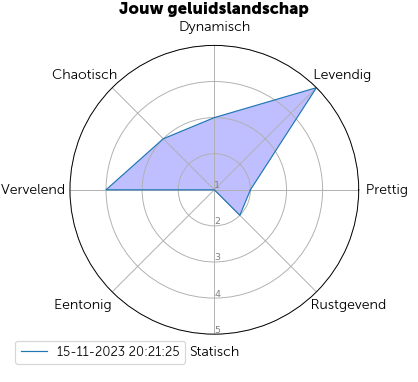 Jouw geluidslandschap
Dynamisch
Chaotisch
Levendig
Vervelend
1
Prettig
2
3
4
Eentonig
Rustgevend
5
15-11-2023 20:21:25
Statisch